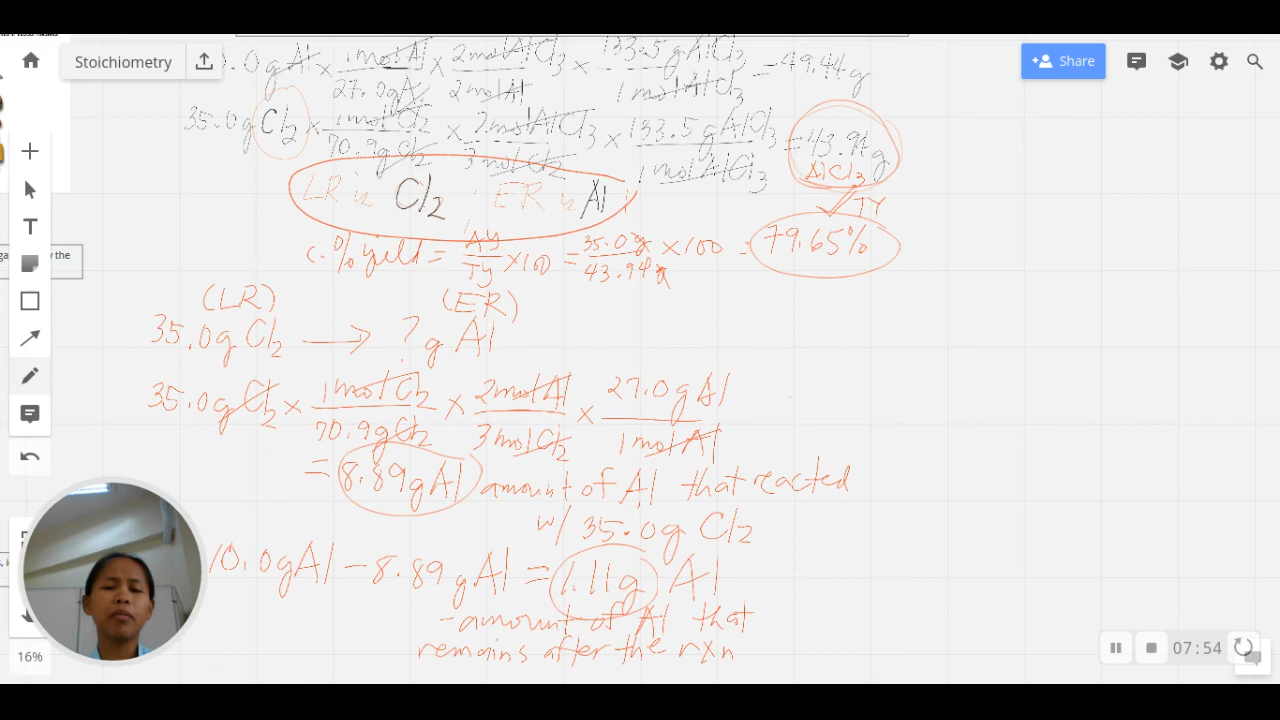 Stoichiometry
Share
.0 g Al × 1 mol Al / 27.0 g Al × 2 mol AlCl3 / 2 mol Al × 133.5 g AlCl3 / 1 mol AlCl3 = 49.44 g
35.0 g Cl2 × 1 mol Cl2 / 70.9 g Cl2 × 2 mol AlCl3 / 3 mol Cl2 × 133.5 g AlCl3 / 1 mol AlCl3 = 43.94 g
AlCl3
LR is Cl2 ER is Al
TY
the
c. % yield = AY / TY × 100 = 35.0 g / 43.94 g × 100 = 79.65%
(LR) (ER)
35.0 g Cl2 → ? g Al
35.0 g Cl2 × 1 mol Cl2 / 70.9 g Cl2 × 2 mol Al / 3 mol Cl2 × 27.0 g Al / 1 mol Al
= 8.89 g Al amount of Al that reacted
w/ 35.0 g Cl2
10.0 g Al - 8.89 g Al = 1.11 g Al
- amount of Al that
remains after the rxn
16%
07:54